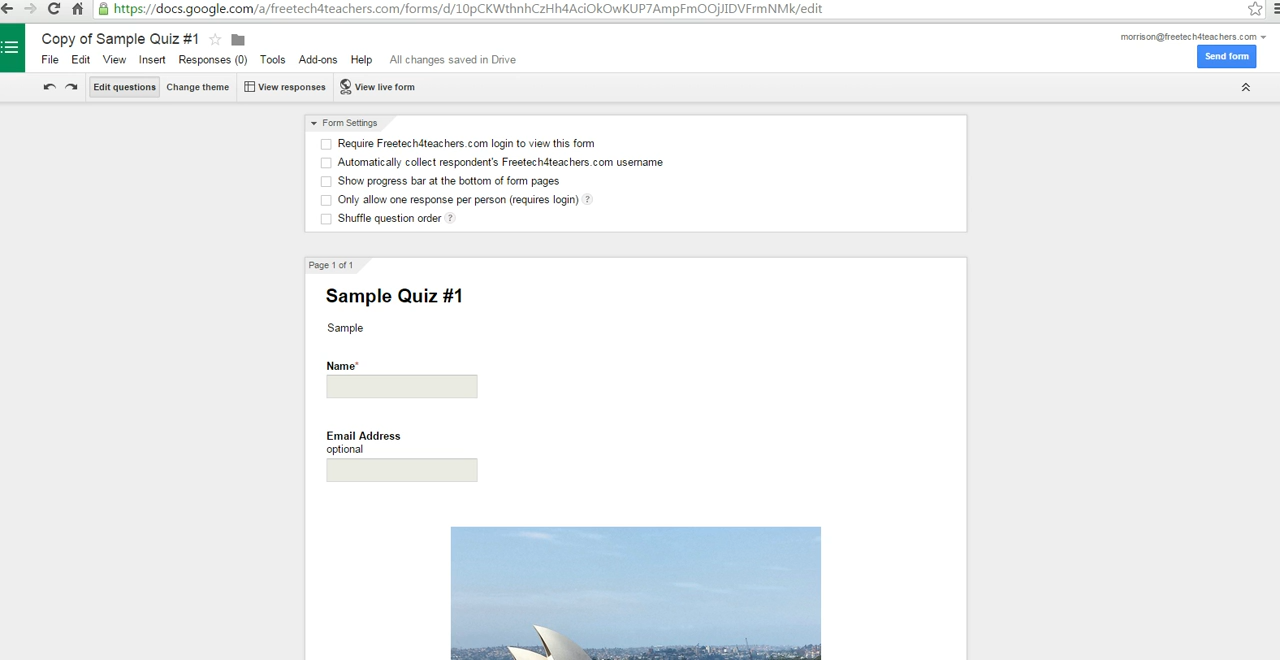 https://docs.google.com/a/freetech4teachers.com/forms/d/10pCKWthnhCzHh4AciOkOwKUP7AmpFmOOjJIDVFrmNMk/edit
Copy of Sample Quiz #1
morrison@freetech4teachers.com
File Edit View Insert Responses (0) Tools Add-ons Help All changes saved in Drive
Send form
Edit questions Change theme View responses View live form
Form Settings
Require Freetech4teachers.com login to view this form
Automatically collect respondent's Freetech4teachers.com username
Show progress bar at the bottom of form pages
Only allow one response per person (requires login) ?
Shuffle question order ?
Page 1 of 1
Sample Quiz #1
Sample
Name*
Email Address
optional